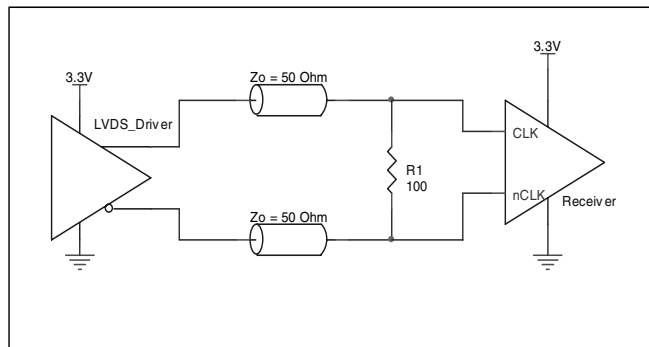 3.3V
LVDS_Driver
Zo = 50 Ohm
3.3V
CLK
R1
100
nCLK
Receiver
Zo = 50 Ohm